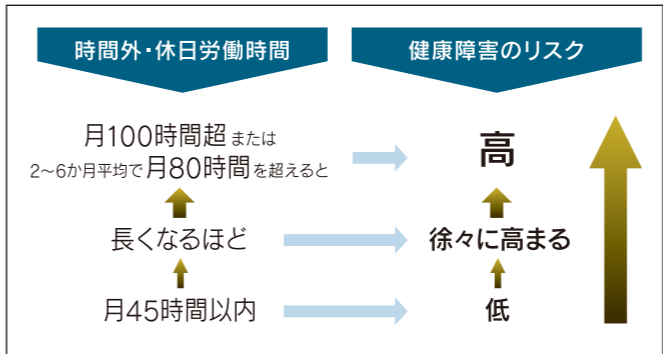 時間外・休日労働時間
健康障害のリスク
月100時間超 または
2〜6か月平均で 月80時間 を超えると
高
長くなるほど
徐々に高まる
月45時間以内
低